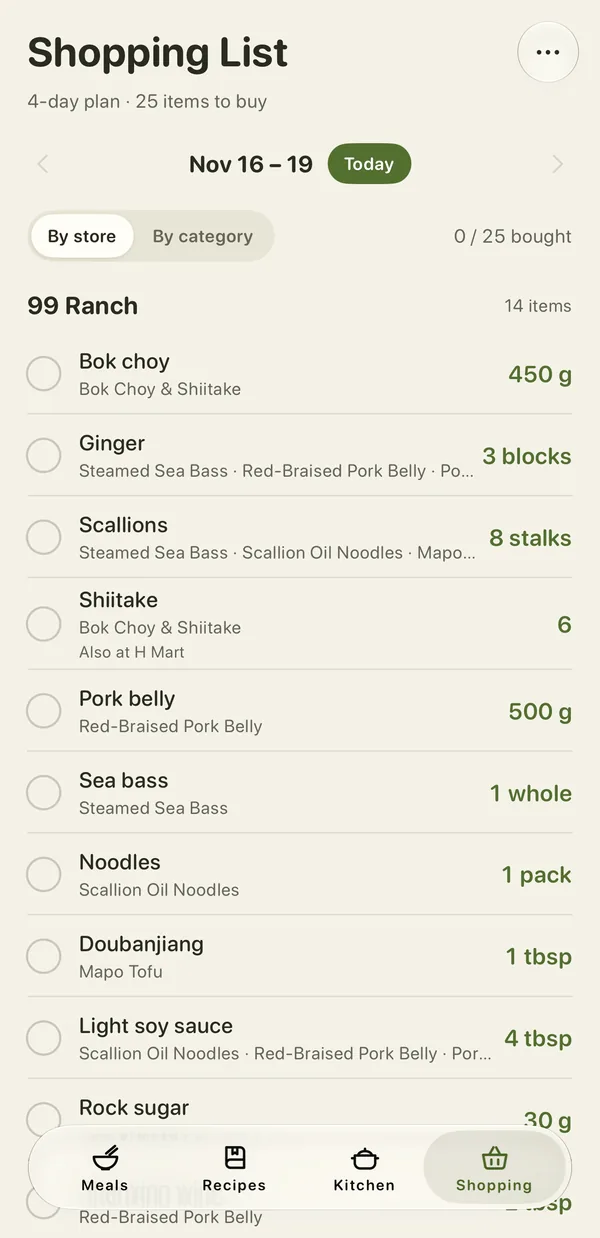 Shopping List
4-day plan · 25 items to buy
Nov 16 – 19 Today
By store By category 0 / 25 bought
99 Ranch 14 items
Bok choy
Bok Choy & Shiitake
450 g
Ginger
Steamed Sea Bass · Red-Braised Pork Belly · Po...
3 blocks
Scallions
Steamed Sea Bass · Scallion Oil Noodles · Mapo...
8 stalks
Shiitake
Bok Choy & Shiitake
Also at H Mart
6
Pork belly
Red-Braised Pork Belly
500 g
Sea bass
Steamed Sea Bass
1 whole
Noodles
Scallion Oil Noodles
1 pack
Doubanjiang
Mapo Tofu
1 tbsp
Light soy sauce
Scallion Oil Noodles · Red-Braised Pork Belly · Por...
4 tbsp
Rock sugar
30 g
Meals Recipes Kitchen Shopping
tbsp
Red-Braised Pork Belly